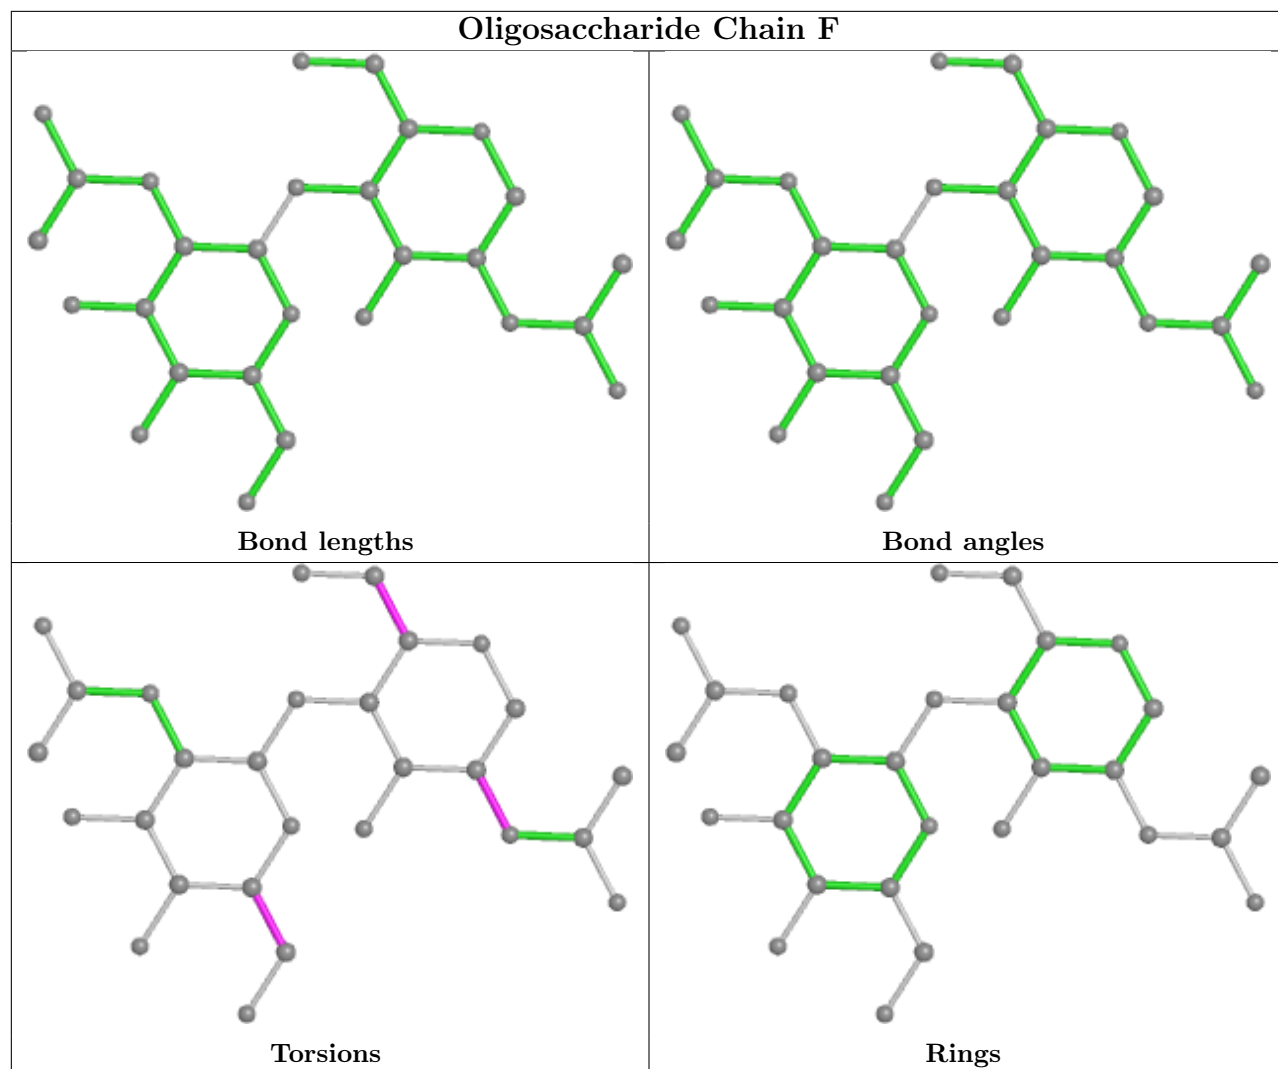 Oligosaccharide Chain F
Bond lengths
Bond angles
Torsions
Rings